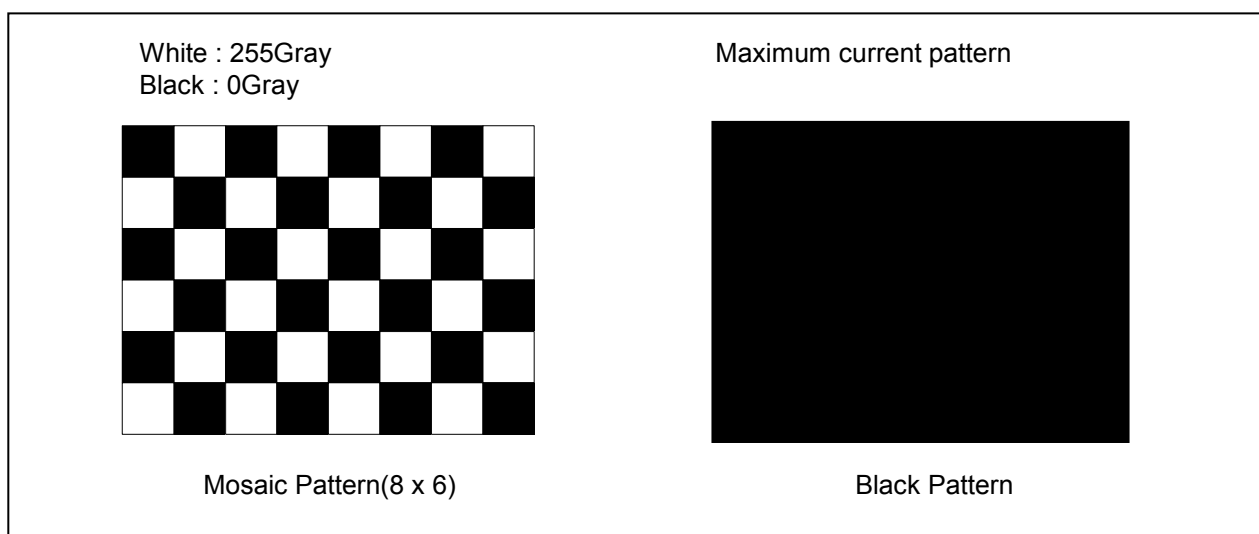 White : 255Gray
Black : 0Gray
Maximum current pattern
Mosaic Pattern(8 x 6)
Black Pattern